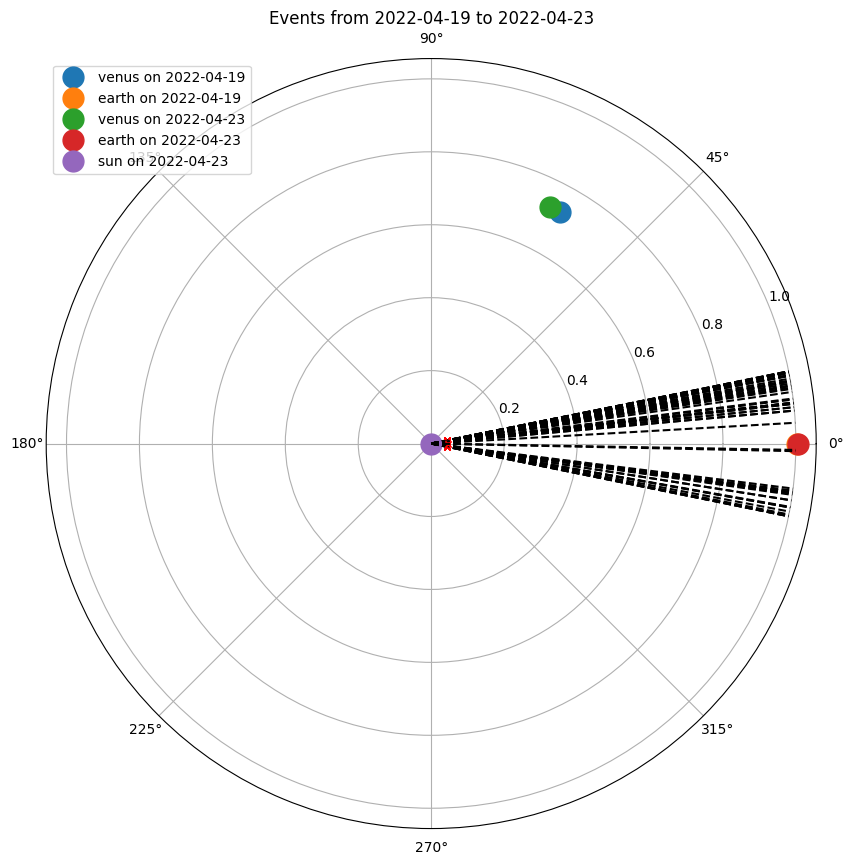 Events from 2022-04-19 to 2022-04-23
90°
venus on 2022-04-19
earth on 2022-04-19
venus on 2022-04-23
earth on 2022-04-23
sun on 2022-04-23
135°
45°
1.0
0.8
0.6
0.4
0.2
180°
0°
225°
315°
270°